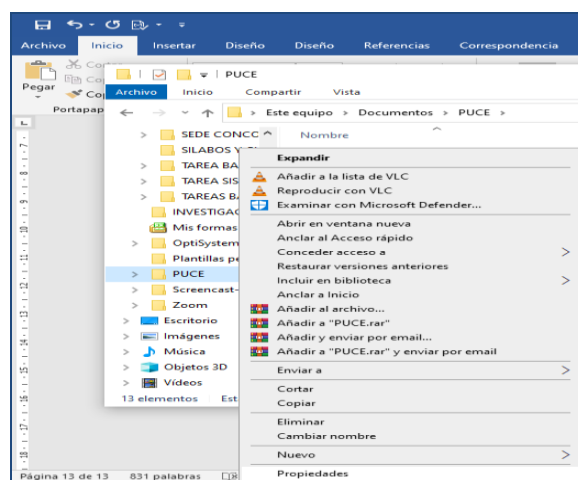 Archivo Inicio Insertar Diseño Diseño Referencias Correspondencia
Pegar
Portapap
PUCE
Archivo Inicio Compartir Vista
Este equipo > Documentos > PUCE >
Nombre
SEDE CONCC
SILABOS Y
TAREA BA
TAREA SIS
TAREAS BA
INVESTIGAC
Mis formas
OptiSystem
Plantillas pe
PUCE
Screencast-
Zoom
Escritorio
Imágenes
Música
Objetos 3D
Vídeos
13 elementos Est
Expandir
Añadir a la lista de VLC
Reproducir con VLC
Examinar con Microsoft Defender...
Abrir en ventana nueva
Anclar al Acceso rápido
Conceder acceso a
Restaurar versiones anteriores
Incluir en biblioteca
Anclar a Inicio
Añadir al archivo...
Añadir a "PUCE.rar"
Añadir y enviar por email...
Añadir a "PUCE.rar" y enviar por email
Enviar a
Cortar
Copiar
Eliminar
Cambiar nombre
Nuevo
Propiedades
Página 13 de 13 831 palabras